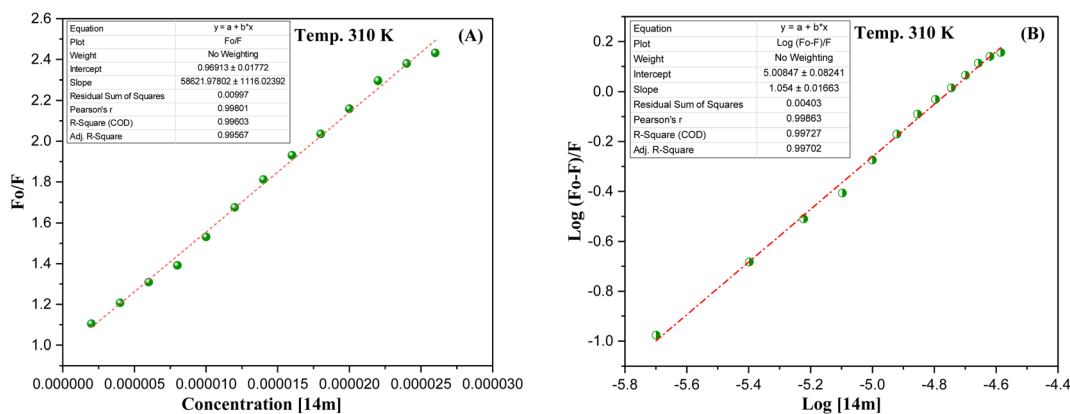 Temp. 310 K
(A)
Equation y = a + b*x
Plot Fo/F
Weight No Weighting
Intercept 0.96913 ± 0.01772
Slope 58621.97802 ± 1116.02392
Residual Sum of Squares 0.00997
Pearson's r 0.99801
R-Square (COD) 0.99603
Adj. R-Square 0.99567
Fo/F
2.6
2.4
2.2
2.0
1.8
1.6
1.4
1.2
1.0
0.000000 0.000005 0.000010 0.000015 0.000020 0.000025 0.000030
Concentration [14m]
Temp. 310 K
(B)
Equation y = a + b*x
Plot Log (Fo-F)/F
Weight No Weighting
Intercept 5.00847 ± 0.08241
Slope 1.054 ± 0.01663
Residual Sum of Squares 0.00403
Pearson's r 0.99863
R-Square (COD) 0.99727
Adj. R-Square 0.99702
Log (Fo-F)/F
0.2
0.0
-0.2
-0.4
-0.6
-0.8
-1.0
-5.8 -5.6 -5.4 -5.2 -5.0 -4.8 -4.6 -4.4
Log [14m]